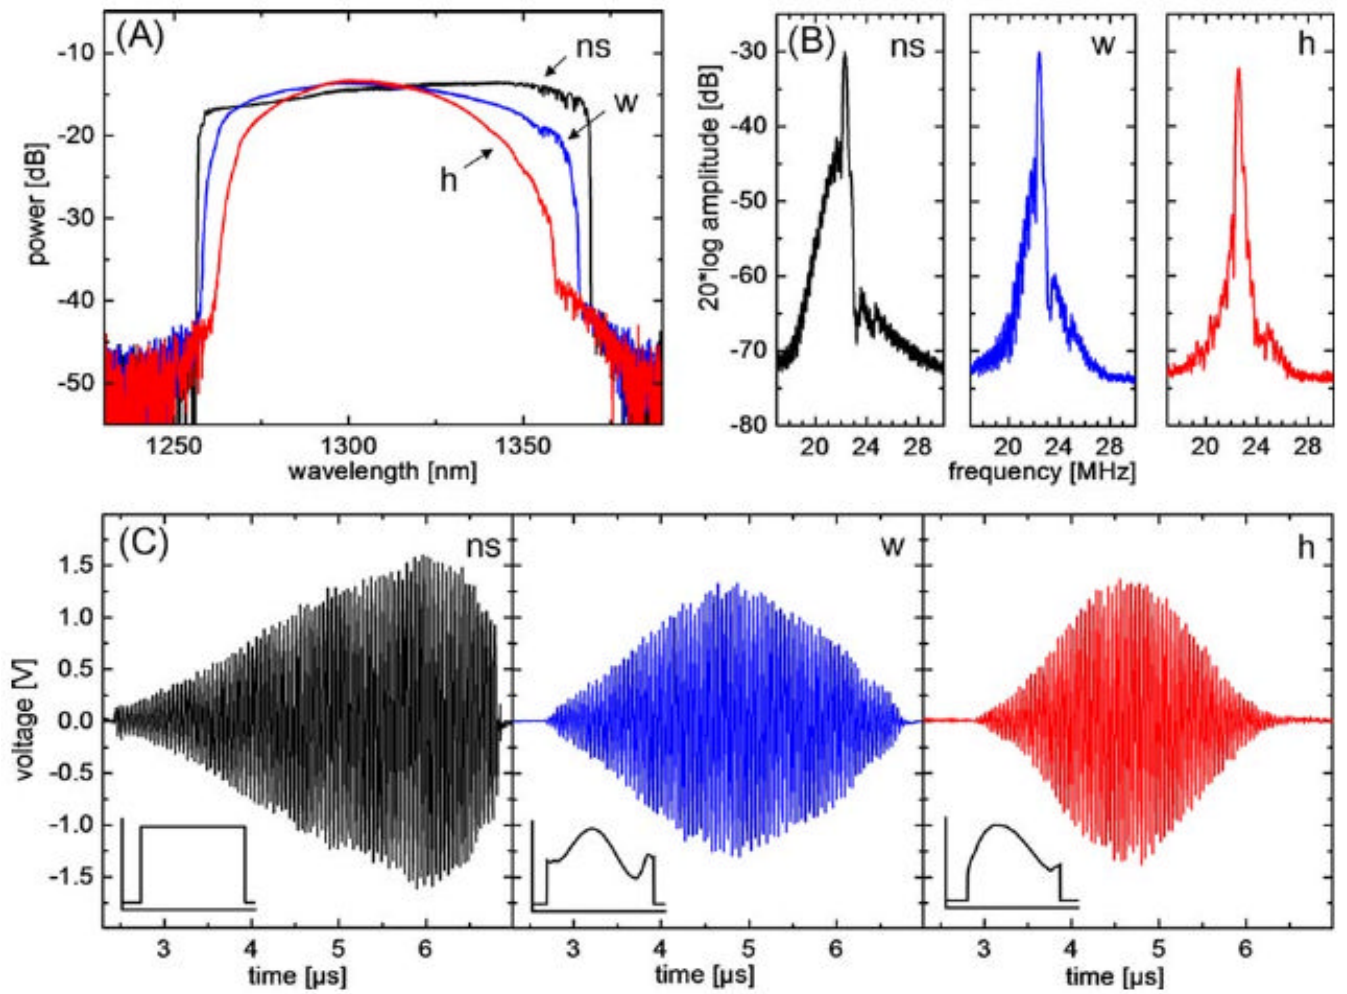 (A)
ns
w
h
power [dB]
-10
-20
-30
-40
-50
1250
1300
1350
wavelength [nm]
(B)
ns
w
h
20*log amplitude [dB]
-30
-40
-50
-60
-70
-80
20 24 28
20 24 28
20 24 28
frequency [MHz]
(C)
ns
w
h
voltage [V]
1.5
1.0
0.5
0.0
-0.5
-1.0
-1.5
3 4 5 6
3 4 5 6
3 4 5 6
time [µs]
time [µs]
time [µs]